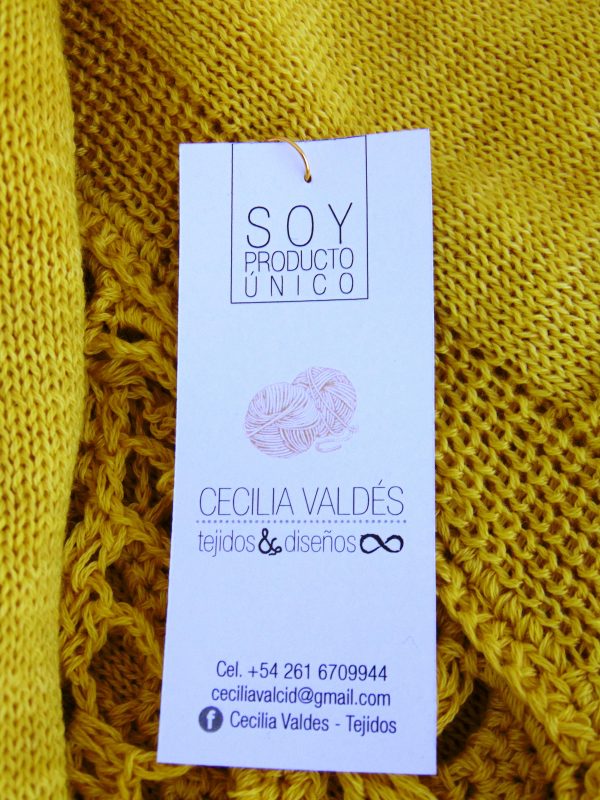 SOY
PRODUCTO
ÚNICO
CECILIA VALDÉS
tejidos & diseños
Cel. +54 261 6709944
ceciliavalcid@gmail.com
f Cecilia Valdes - Tejidos